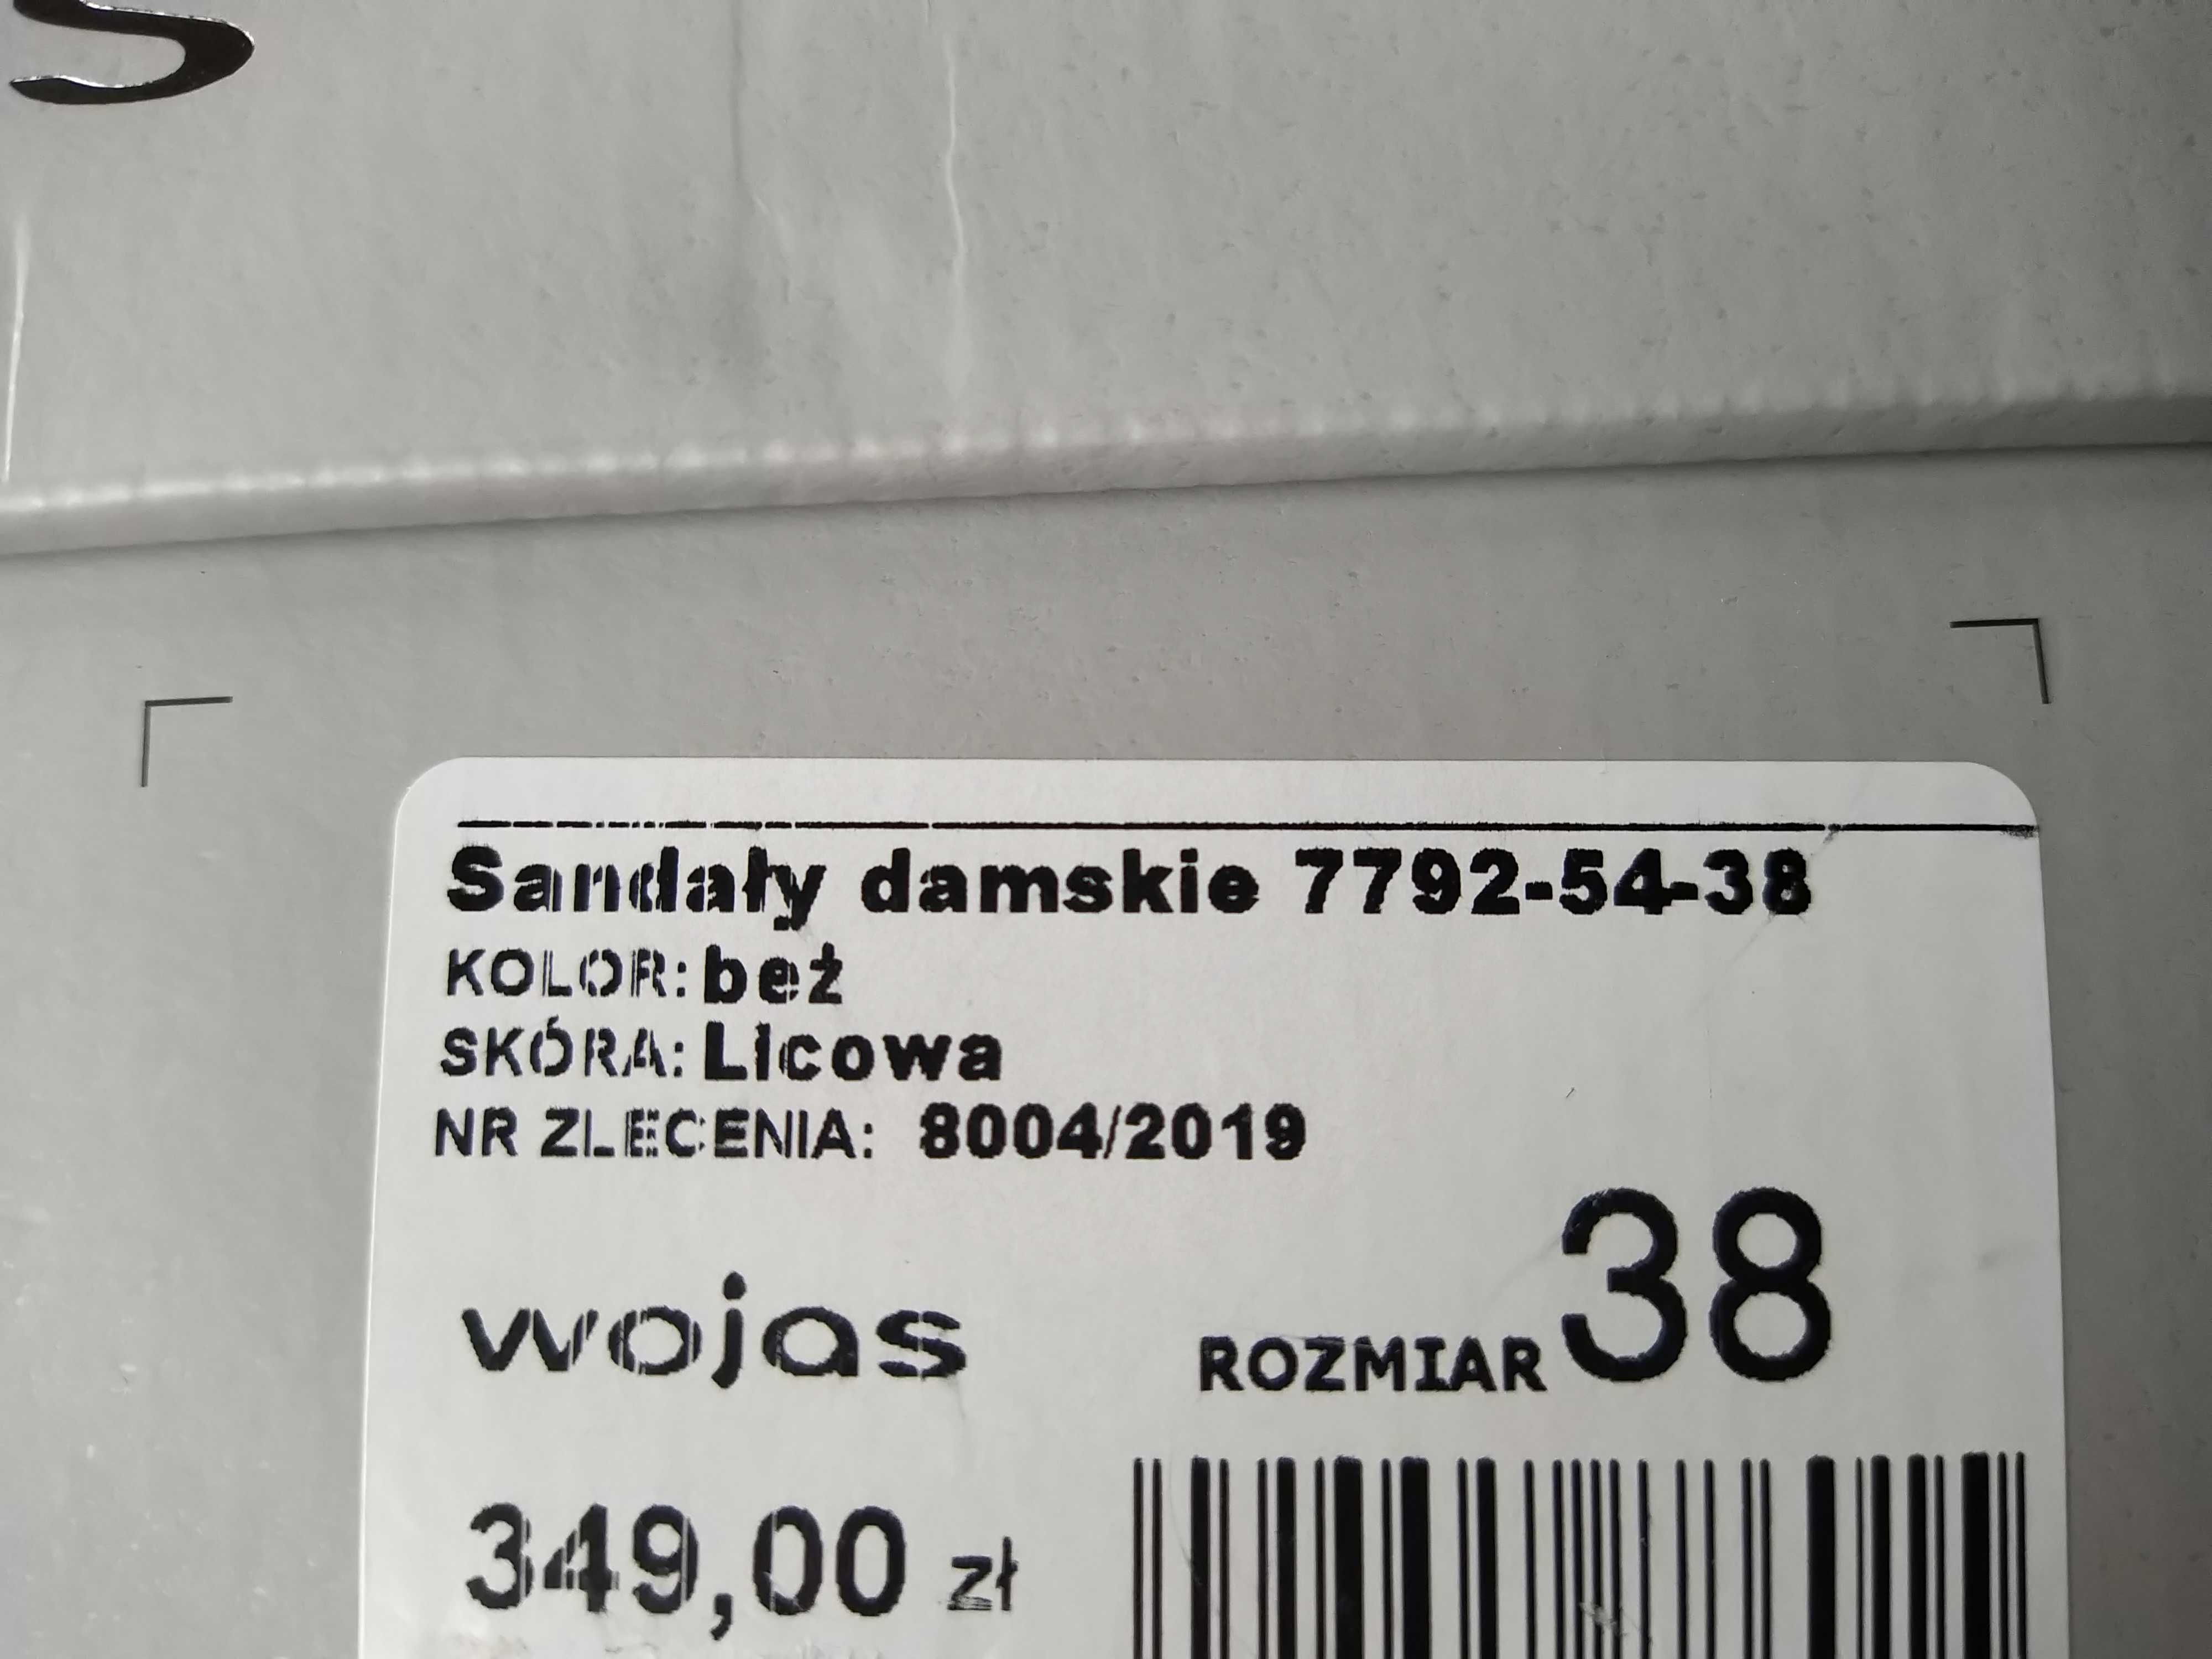 s
Sandały damskie 7792-54-38
KOLOR: beż
SKÓRA: Licowa
NR ZLECENIA: 8004/2019
wojas
ROZMIAR 38
349,00 zł